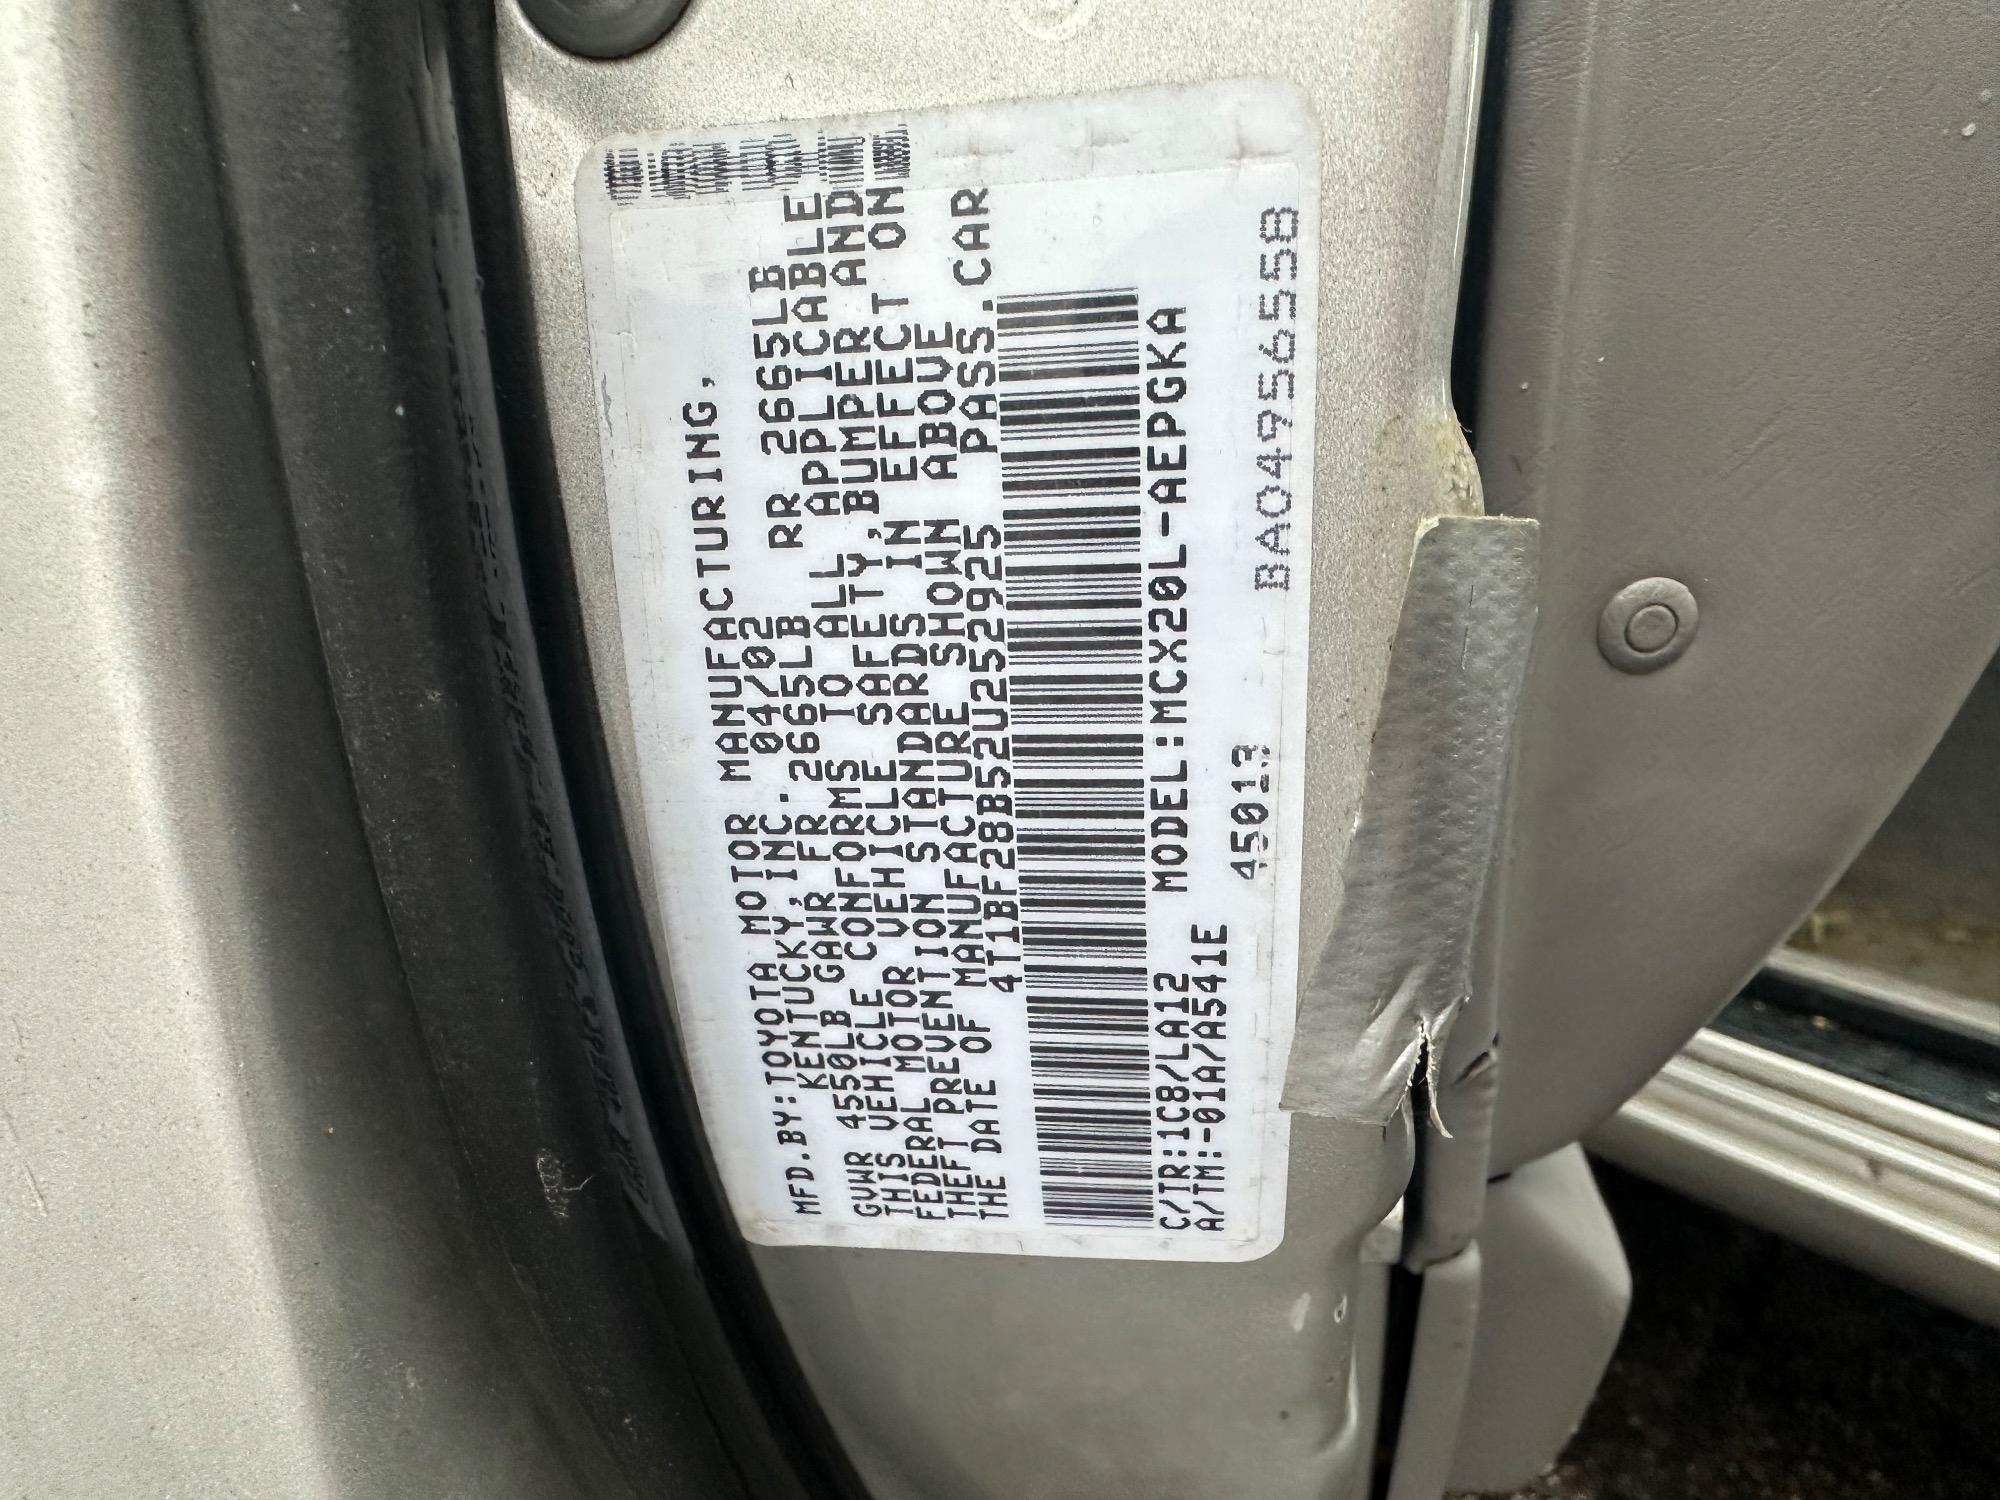 MFD.BY:TOYOTA MOTOR MANUFACTURING,
KENTUCKY,INC. 04/02
GVWR 4550LB GAWR FR 2665LB RR 2665LB
THIS VEHICLE CONFORMS TO ALL APPLICABLE
FEDERAL MOTOR VEHICLE SAFETY,BUMPER AND
THEFT PREVENTION STANDARDS IN EFFECT ON
THE DATE OF MANUFACTURE SHOWN ABOVE
4T1BF28B52U252925 PASS.CAR
C/TR:1C8/LA12 MODEL:MCX20L-AEPGKA
A/TM:-01A/A541E
45013 BA04956558